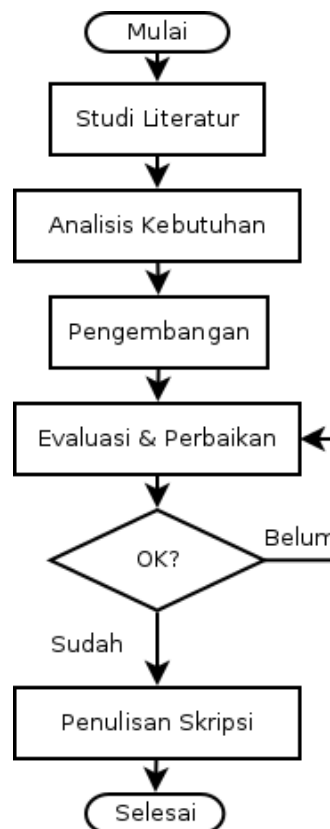 Mulai
Studi Literatur
Analisis Kebutuhan
Pengembangan
Evaluasi & Perbaikan
OK?
Belum
Sudah
Penulisan Skripsi
Selesai